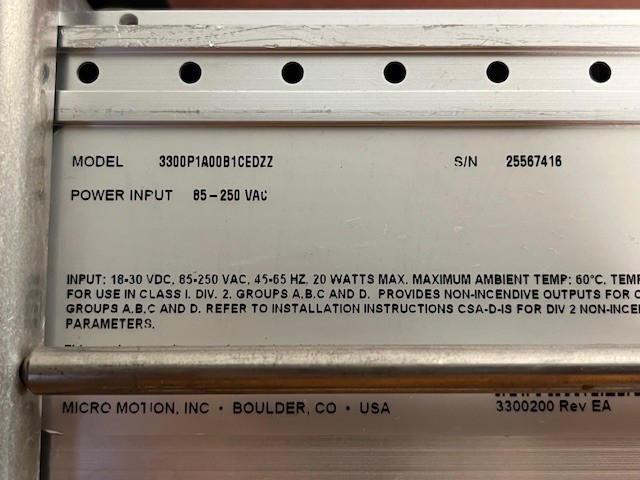 MODEL 3300P1A00B1CEDZZ S/N 25567416
POWER INPUT 85-250 VAC
INPUT: 18-30 VDC, 85-250 VAC, 45-65 HZ, 20 WATTS MAX. MAXIMUM AMBIENT TEMP: 60°C. TEMP
FOR USE IN CLASS I. DIV. 2. GROUPS A,B,C AND D. PROVIDES NON-INCENDIVE OUTPUTS FOR
GROUPS A,B,C AND D. REFER TO INSTALLATION INSTRUCTIONS CSA-D-IS FOR DIV 2 NON-INCE
PARAMETERS.
MICRO MOTION, INC • BOULDER, CO • USA 3300200 Rev EA